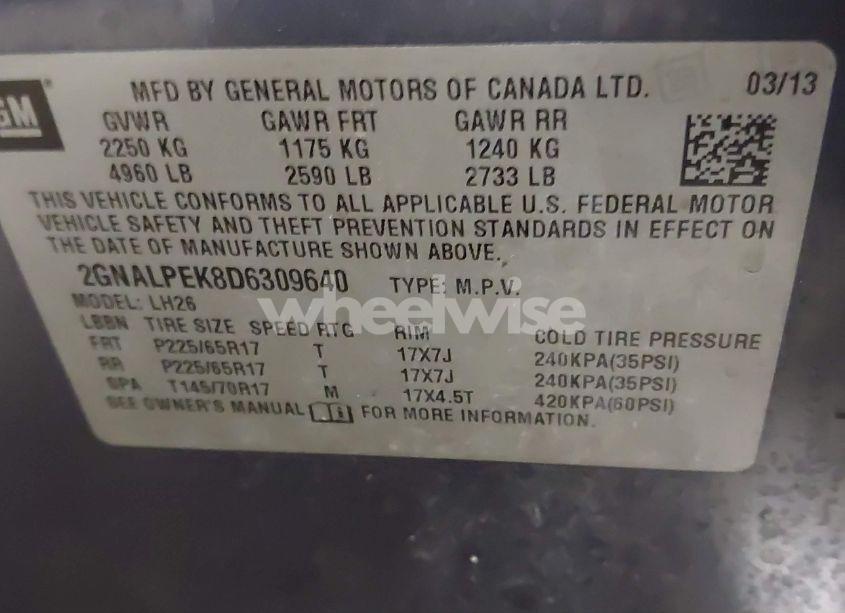 GM
MFD BY GENERAL MOTORS OF CANADA LTD. 03/13
GVWR GAWR FRT GAWR RR
2250 KG 1175 KG 1240 KG
4960 LB 2590 LB 2733 LB
THIS VEHICLE CONFORMS TO ALL APPLICABLE U.S. FEDERAL MOTOR
VEHICLE SAFETY AND THEFT PREVENTION STANDARDS IN EFFECT ON
THE DATE OF MANUFACTURE SHOWN ABOVE.
2GNALPEK8D6309640 TYPE: M.P.V.
wheelwise
MODEL: LH26
LBBN TIRE SIZE SPEED RTG RIM COLD TIRE PRESSURE
FRT P225/65R17 T 17X7J 240KPA(35PSI)
RR P225/65R17 T 17X7J 240KPA(35PSI)
SPA T145/70R17 M 17X4.5T 420KPA(60PSI)
SEE OWNER'S MANUAL FOR MORE INFORMATION.